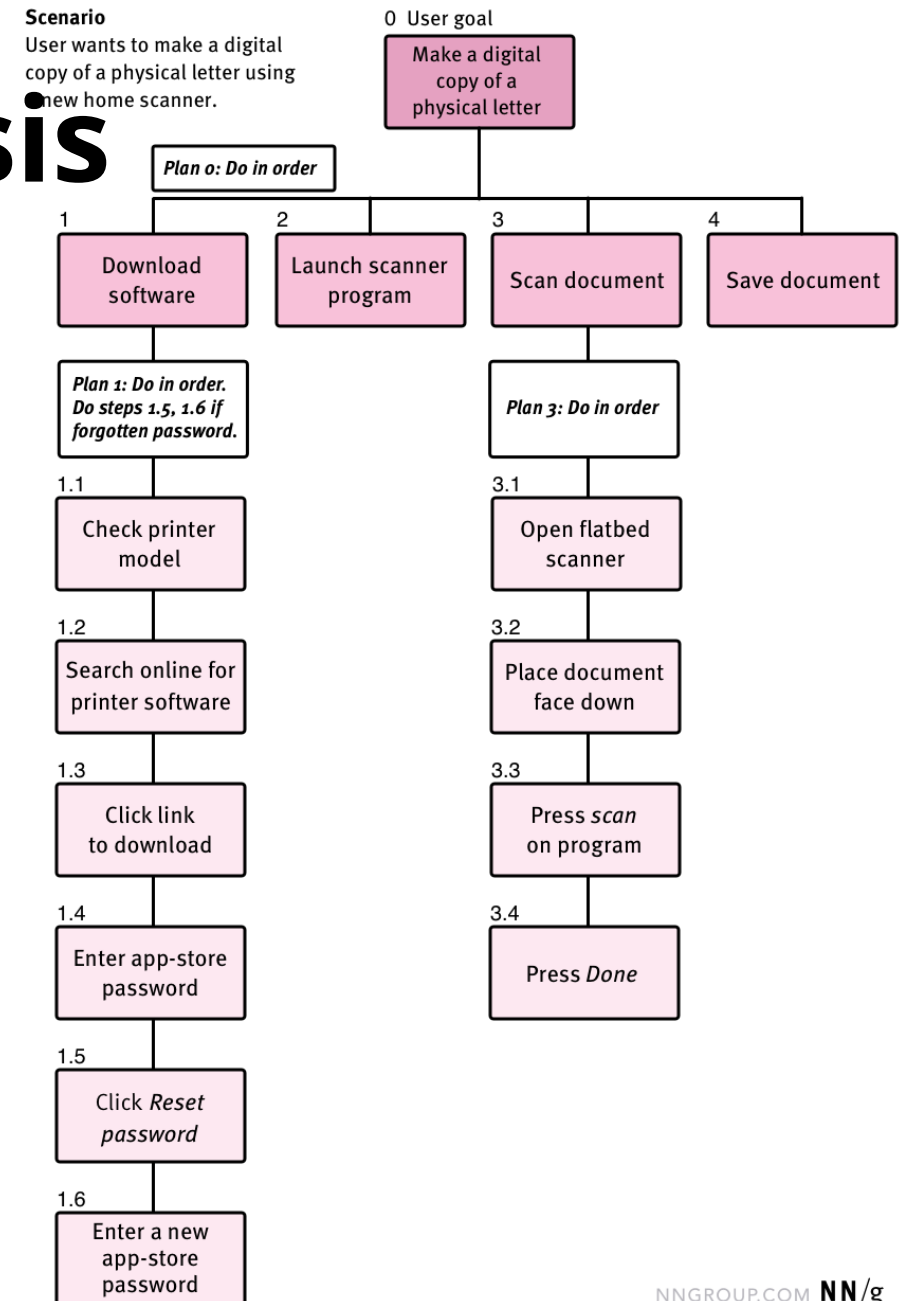 Scenario
User wants to make a digital
copy of a physical letter using
new home scanner.
sis
0 User goal
Make a digital
copy of a
physical letter
Plan 0: Do in order
1
Download
software
2
Launch scanner
program
3
Scan document
4
Save document
Plan 1: Do in order.
Do steps 1.5, 1.6 if
forgotten password.
1.1
Check printer
model
1.2
Search online for
printer software
1.3
Click link
to download
1.4
Enter app-store
password
1.5
Click Reset
password
1.6
Enter a new
app-store
password
Plan 3: Do in order
3.1
Open flatbed
scanner
3.2
Place document
face down
3.3
Press scan
on program
3.4
Press Done
NNGROUP.COM NN/g